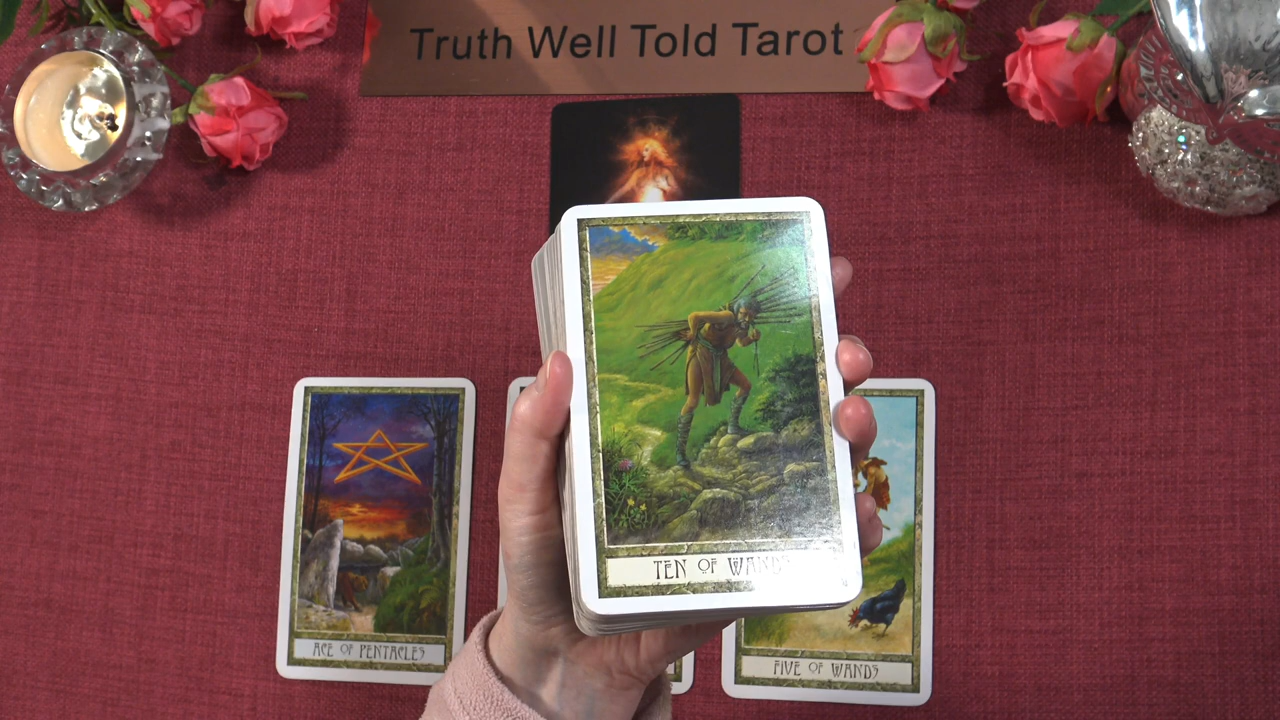 Truth Well Told Tarot
TEN OF WANDS
ACE OF PENTACLES
FIVE OF WANDS